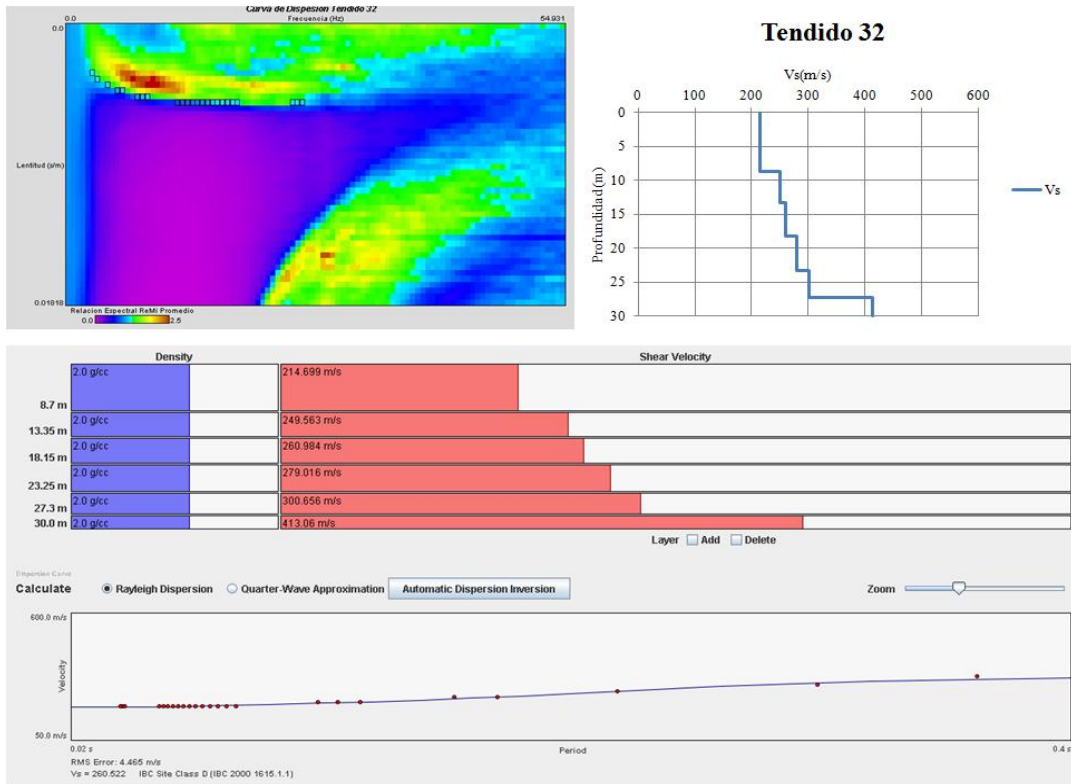 Curva de Dispesión Tendido 32
0.0 Frecuencia (Hz) 54.931
0.0
Lentitud (s/m)
0.01818
Relacion Espectral ReMi Promedio
0.0 2.5
Tendido 32
Vs(m/s)
0 100 200 300 400 500 600
0
5
10
15
20
25
30
Profundidad(m)
Vs
Density Shear Velocity
2.0 g/cc 214.699 m/s
8.7 m
2.0 g/cc 249.563 m/s
13.35 m
2.0 g/cc 260.984 m/s
18.15 m
2.0 g/cc 279.016 m/s
23.25 m
2.0 g/cc 300.656 m/s
27.3 m
2.0 g/cc 413.06 m/s
30.0 m
Layer Add Delete
Dispersion Curve
Calculate Rayleigh Dispersion Quarter-Wave Approximation Automatic Dispersion Inversion Zoom
600.0 m/s
Velocity
50.0 m/s
0.02 s Period 0.4 s
RMS Error: 4.465 m/s
Vs = 260.522 IBC Site Class D (IBC 2000 1615.1.1)